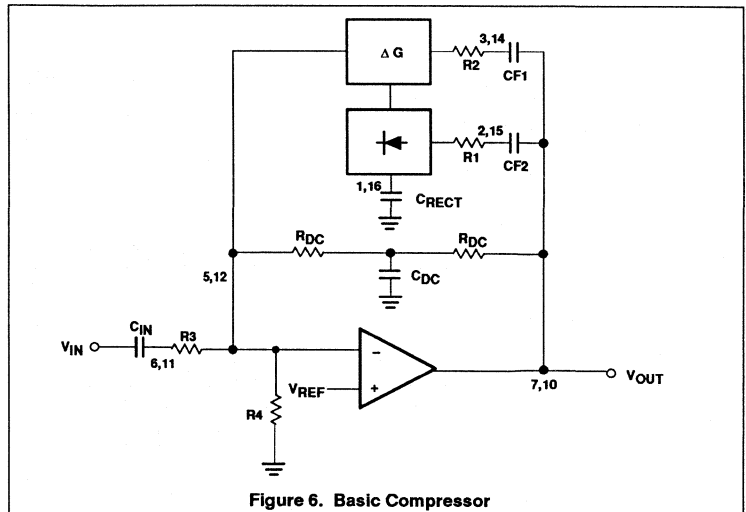 Δ G
3,14
R2
CF1
2,15
R1
CF2
1,16
CRECT
RDC
RDC
5,12
CDC
VIN
CIN
6,11
R3
R4
VREF
−
+
7,10
VOUT
Figure 6. Basic Compressor